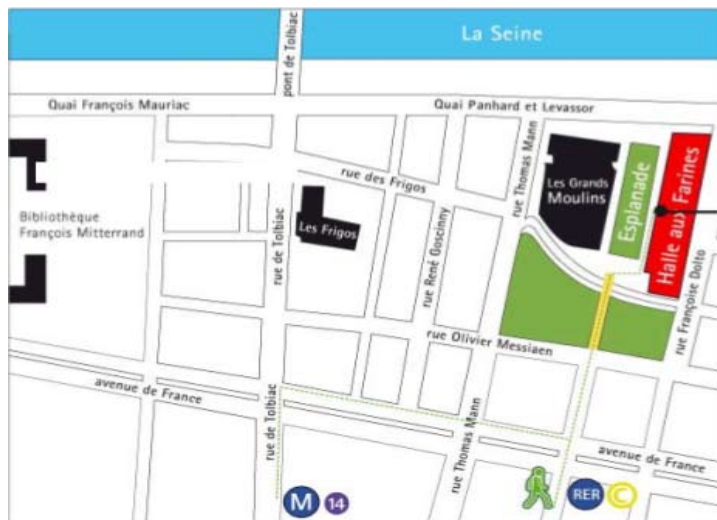 La Seine
pont de Tolbiac
Quai François Mauriac
Quai Panhard et Levassor
rue Thomas Mann
rue des Frigos
Les Grands
Moulins
Esplanade
Halle aux Farines
Bibliothèque
François Mitterrand
Les Frigos
rue de Tolbiac
rue René Goscinny
rue Françoise Dolto
rue Olivier Messiaen
avenue de France
rue de Tolbiac
rue Thomas Mann
avenue de France
M 14
RER C